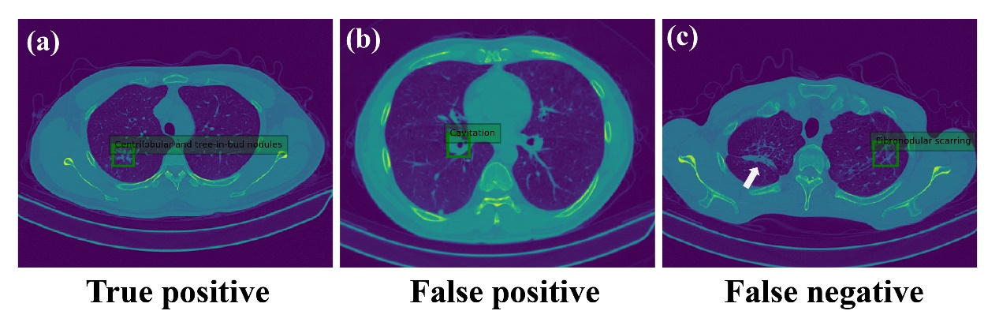 (a)
(b)
(c)
Centrilobular and tree-in-bud nodules
Cavitation
Fibronodular scarring
True positive
False positive
False negative